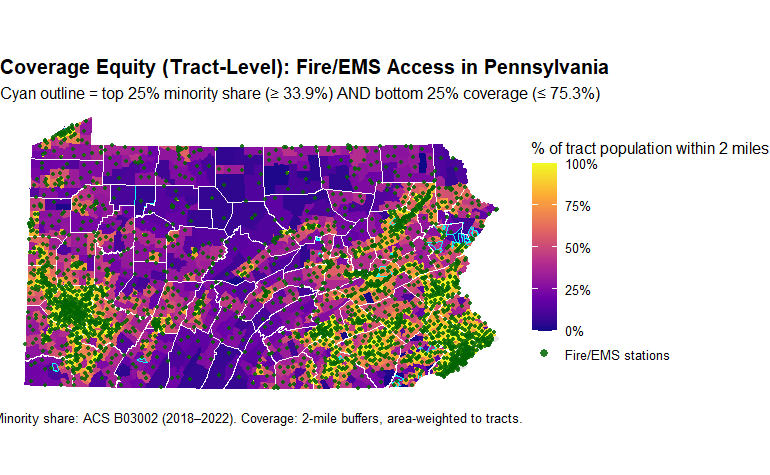 Coverage Equity (Tract-Level): Fire/EMS Access in Pennsylvania
Cyan outline = top 25% minority share (≥ 33.9%) AND bottom 25% coverage (≤ 75.3%)
% of tract population within 2 miles
100%
75%
50%
25%
0%
Fire/EMS stations
Minority share: ACS B03002 (2018–2022). Coverage: 2-mile buffers, area-weighted to tracts.